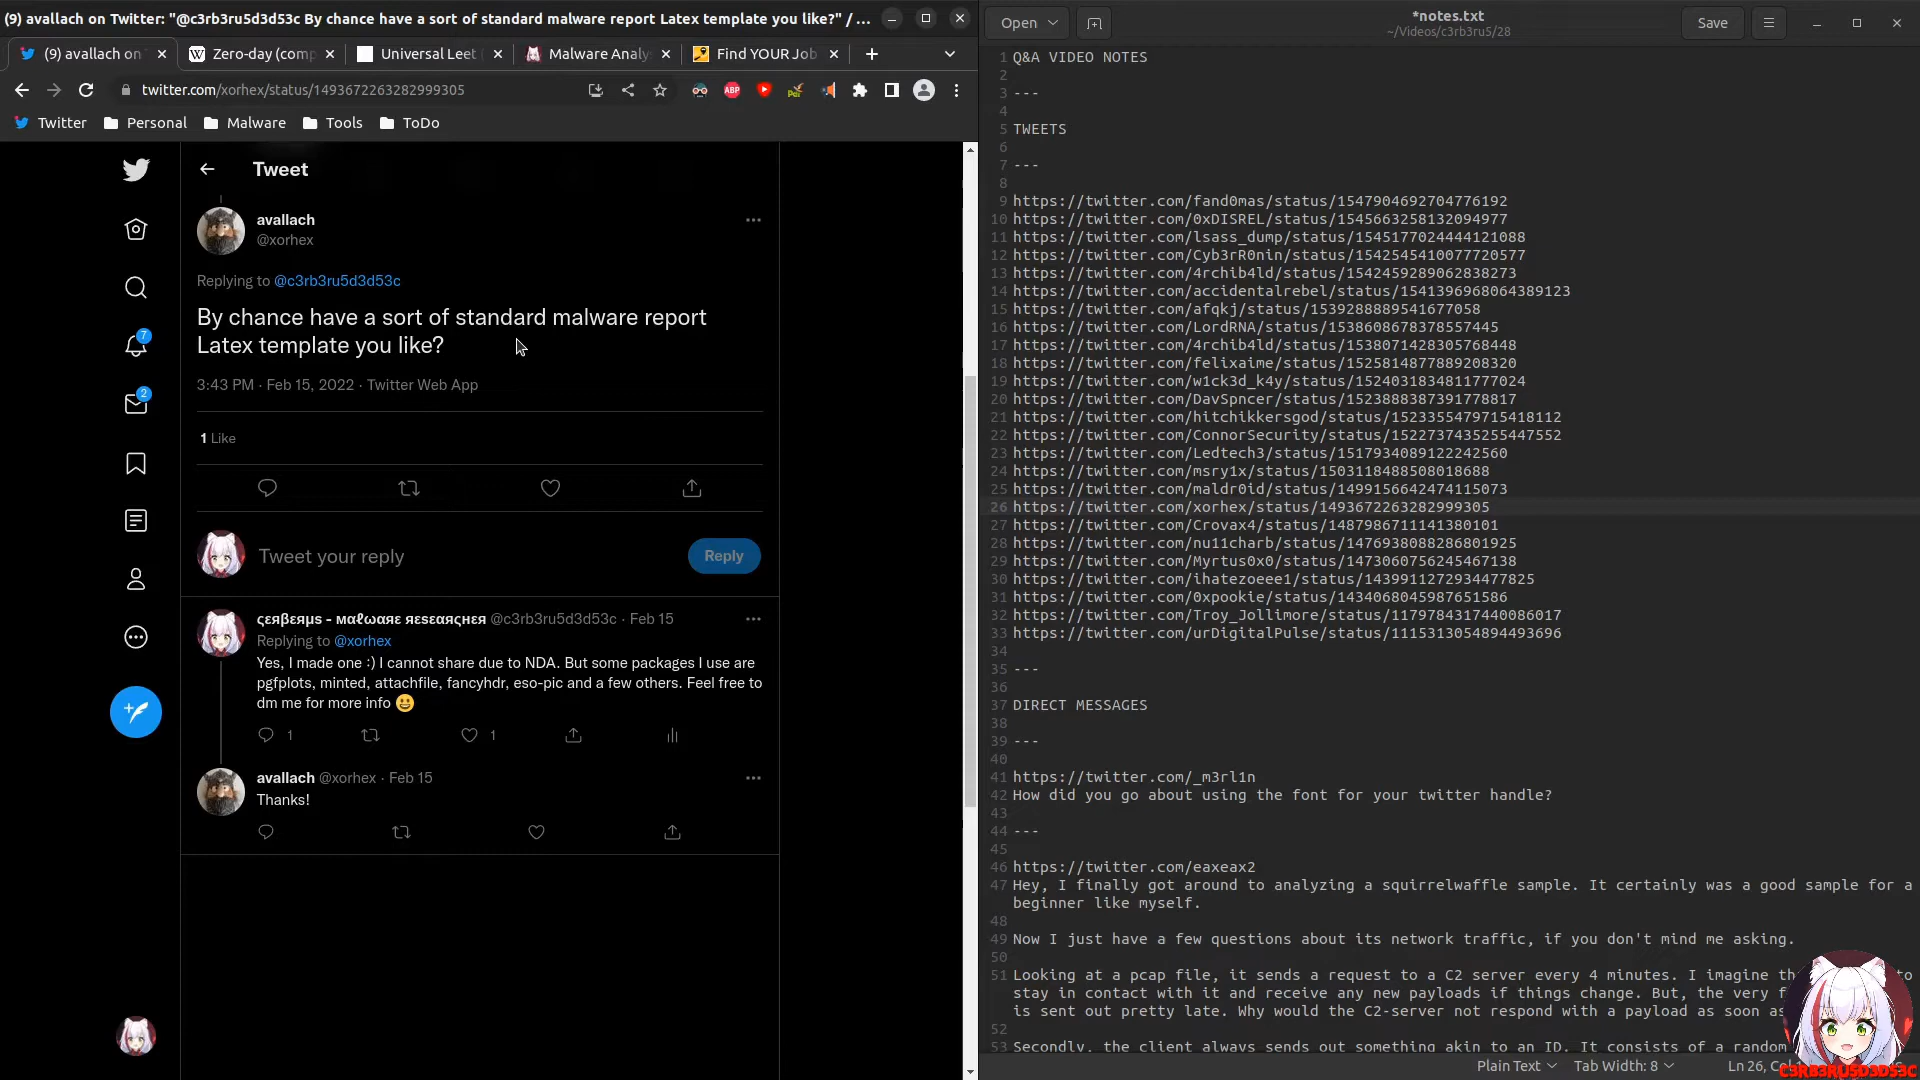 (9) avallach on Twitter: "@c3rb3ru5d3d53c By chance have a sort of standard malware report Latex template you like?" / ...
(9) avallach on
Zero-day (comp
Universal Leet (
Malware Analy
Find YOUR Job
twitter.com/xorhex/status/1493672263282999305
ABP
Twitter
Personal
Malware
Tools
ToDo
Tweet
avallach
@xorhex
Replying to @c3rb3ru5d3d53c
By chance have a sort of standard malware report
Latex template you like?
3:43 PM · Feb 15, 2022 · Twitter Web App
1 Like
7
2
Tweet your reply
Reply
ςεяβεяμs - мαℓωαяε яεsεαяςнεя @c3rb3ru5d3d53c · Feb 15
Replying to @xorhex
Yes, I made one :) I cannot share due to NDA. But some packages I use are
pgfplots, minted, attachfile, fancyhdr, eso-pic and a few others. Feel free to
dm me for more info 😀
1
1
avallach @xorhex · Feb 15
Thanks!
Open
*notes.txt
~/Videos/c3rb3ru5/28
Save
1 Q&A VIDEO NOTES
2
3 ---
4
5 TWEETS
6
7 ---
8
9 https://twitter.com/fand0mas/status/1547904692704776192
10 https://twitter.com/0xDISREL/status/1545663258132094977
11 https://twitter.com/lsass_dump/status/1545177024444121088
12 https://twitter.com/Cyb3rR0nin/status/1542545410077720577
13 https://twitter.com/4rchib4ld/status/1542459289062838273
14 https://twitter.com/accidentalrebel/status/1541396968064389123
15 https://twitter.com/afqkj/status/1539288889541677058
16 https://twitter.com/LordRNA/status/1538608678378557445
17 https://twitter.com/4rchib4ld/status/1538071428305768448
18 https://twitter.com/felixaime/status/1525814877889208320
19 https://twitter.com/w1ck3d_k4y/status/1524031834811777024
20 https://twitter.com/DavSpncer/status/1523888387391778817
21 https://twitter.com/hitchikkersgod/status/1523355479715418112
22 https://twitter.com/ConnorSecurity/status/1522737435255447552
23 https://twitter.com/Ledtech3/status/1517934089122242560
24 https://twitter.com/msry1x/status/1503118488508018688
25 https://twitter.com/maldr0id/status/1499156642474115073
26 https://twitter.com/xorhex/status/1493672263282999305
27 https://twitter.com/Crovax4/status/1487986711141380101
28 https://twitter.com/nu11charb/status/1476938088286801925
29 https://twitter.com/Myrtus0x0/status/1473060756245467138
30 https://twitter.com/ihatezoeee1/status/1439911272934477825
31 https://twitter.com/0xpookie/status/1434068045987651586
32 https://twitter.com/Troy_Jollimore/status/1179784317440086017
33 https://twitter.com/urDigitalPulse/status/1115313054894493696
34
35 ---
36
37 DIRECT MESSAGES
38
39 ---
40
41 https://twitter.com/_m3rl1n
42 How did you go about using the font for your twitter handle?
43
44 ---
45
46 https://twitter.com/eaxeax2
47 Hey, I finally got around to analyzing a squirrelwaffle sample. It certainly was a good sample for a
beginner like myself.
48
49 Now I just have a few questions about its network traffic, if you don't mind me asking.
50
51 Looking at a pcap file, it sends a request to a C2 server every 4 minutes. I imagine th to
stay in contact with it and receive any new payloads if things change. But, the very f
is sent out pretty late. Why would the C2-server not respond with a payload as soon as
52
53 Secondly, the client always sends out something akin to an ID. It consists of a random
Plain Text
Tab Width: 8
Ln 26, Co
C3RB3RU5D3D53C